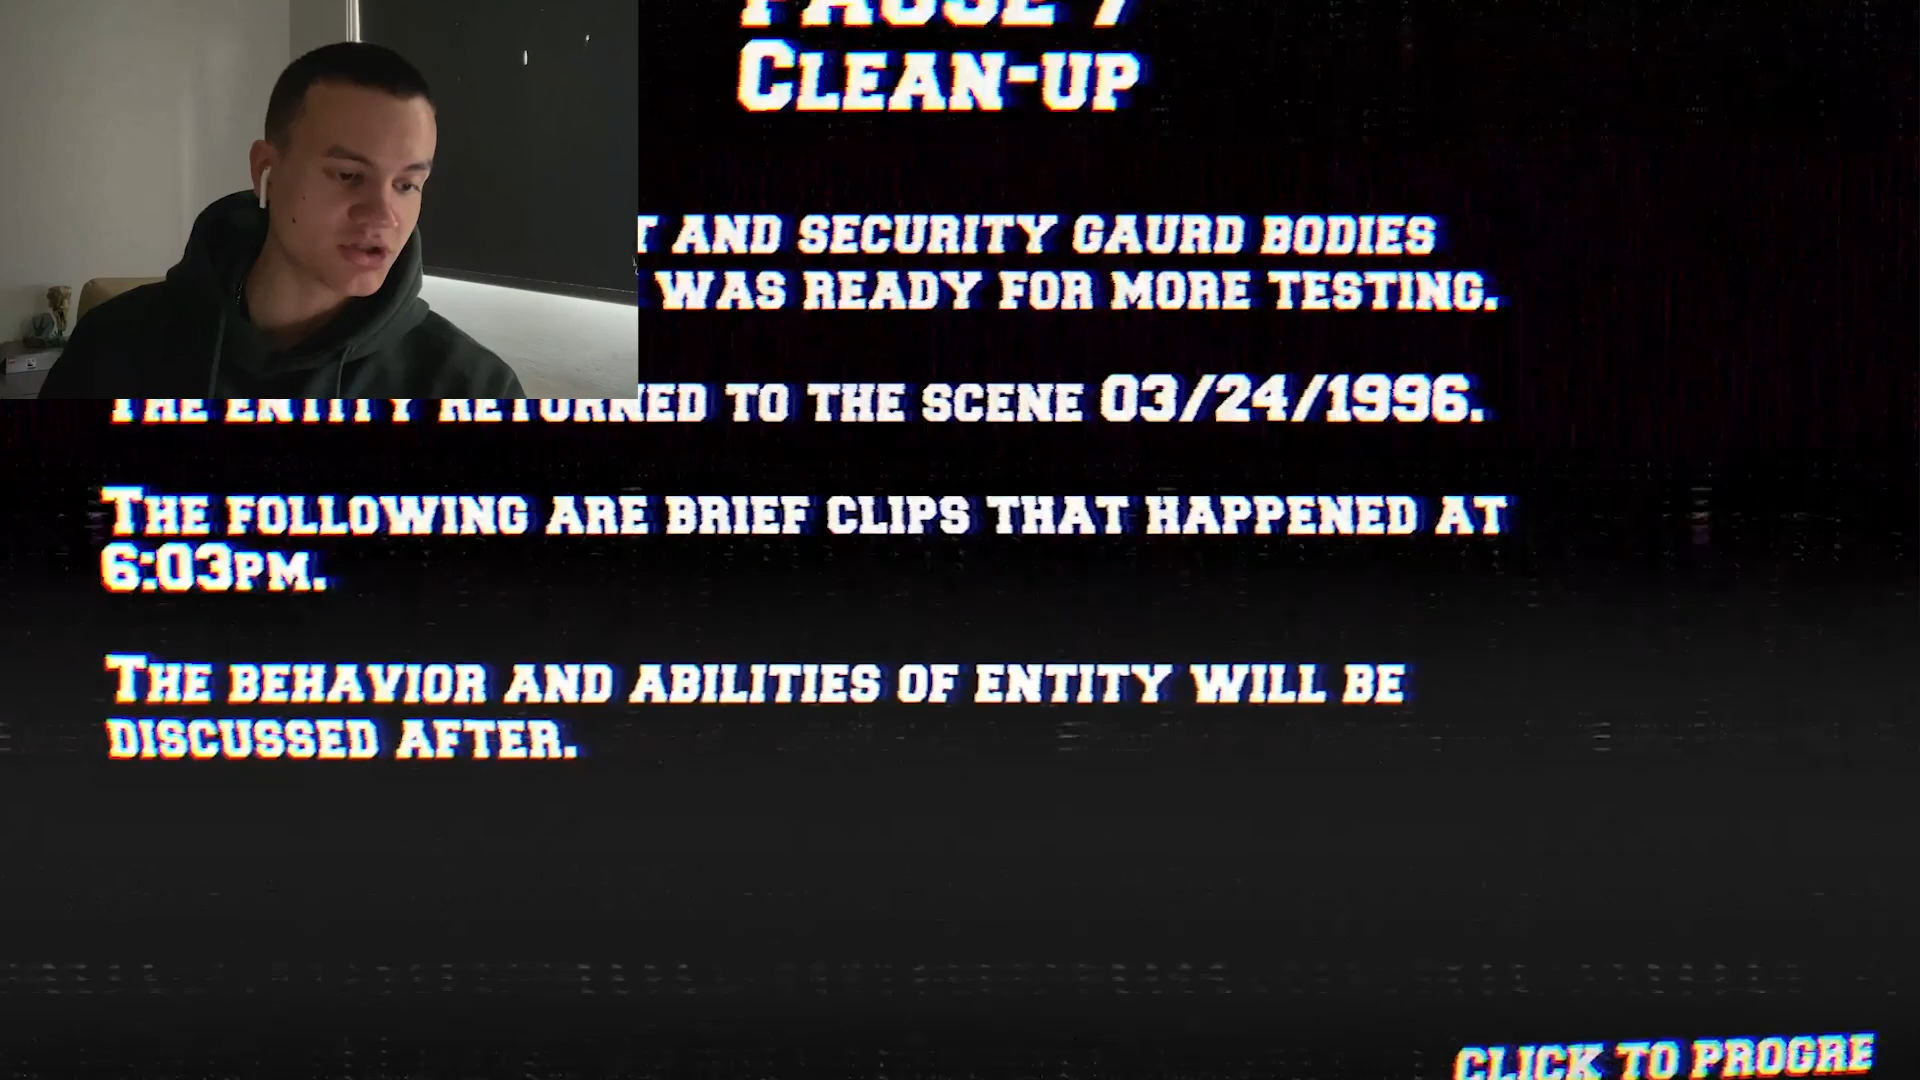 Clean-up
and security gaurd bodies
was ready for more testing.
The entity returned to the scene 03/24/1996.
The following are brief clips that happened at
6:03pm.
The behavior and abilities of entity will be
discussed after.
CLICK TO PROGRE